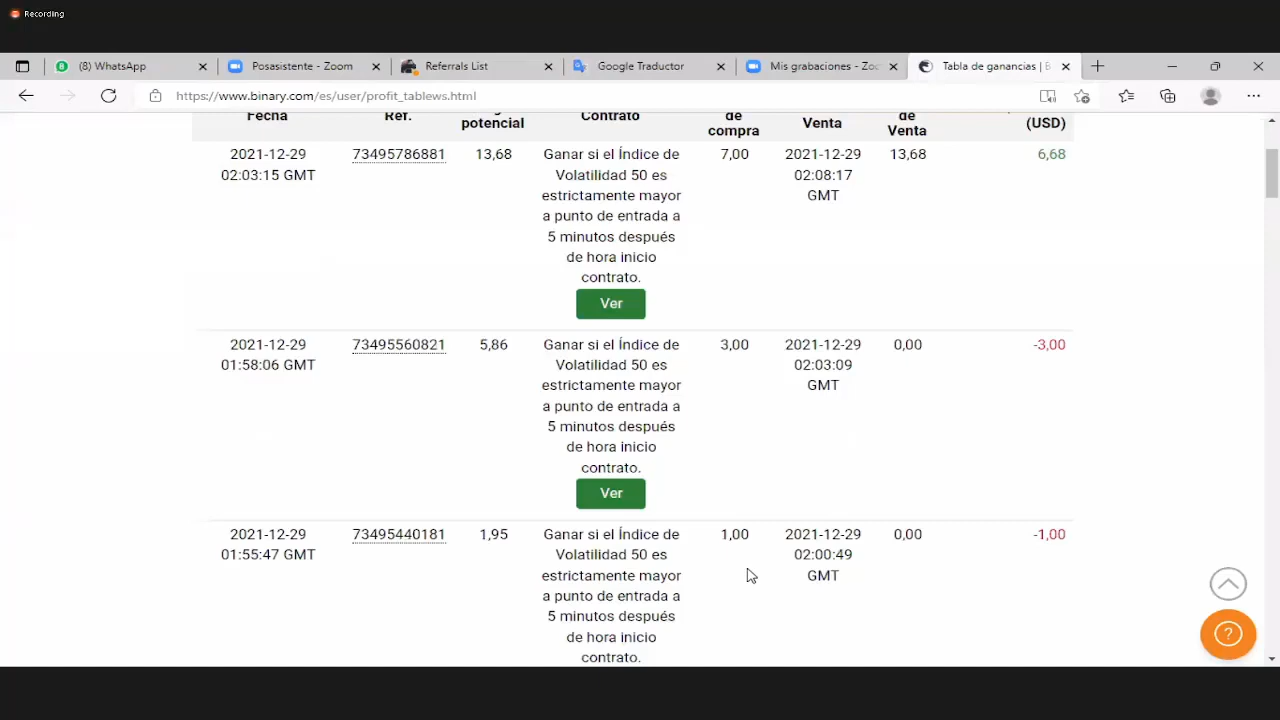 Recording
(8) WhatsApp
Posasistente - Zoom
Referrals List
Google Traductor
Mis grabaciones - Zoo
Tabla de ganancias | B
https://www.binary.com/es/user/profit_tablews.html
Fecha
Ref.
potencial
Contrato
de
compra
Venta
de
Venta
(USD)
2021-12-29
02:03:15 GMT
73495786881
13,68
Ganar si el Índice de
Volatilidad 50 es
estrictamente mayor
a punto de entrada a
5 minutos después
de hora inicio
contrato.
Ver
7,00
2021-12-29
02:08:17
GMT
13,68
6,68
2021-12-29
01:58:06 GMT
73495560821
5,86
Ganar si el Índice de
Volatilidad 50 es
estrictamente mayor
a punto de entrada a
5 minutos después
de hora inicio
contrato.
Ver
3,00
2021-12-29
02:03:09
GMT
0,00
-3,00
2021-12-29
01:55:47 GMT
73495440181
1,95
Ganar si el Índice de
Volatilidad 50 es
estrictamente mayor
a punto de entrada a
5 minutos después
de hora inicio
contrato.
1,00
2021-12-29
02:00:49
GMT
0,00
-1,00